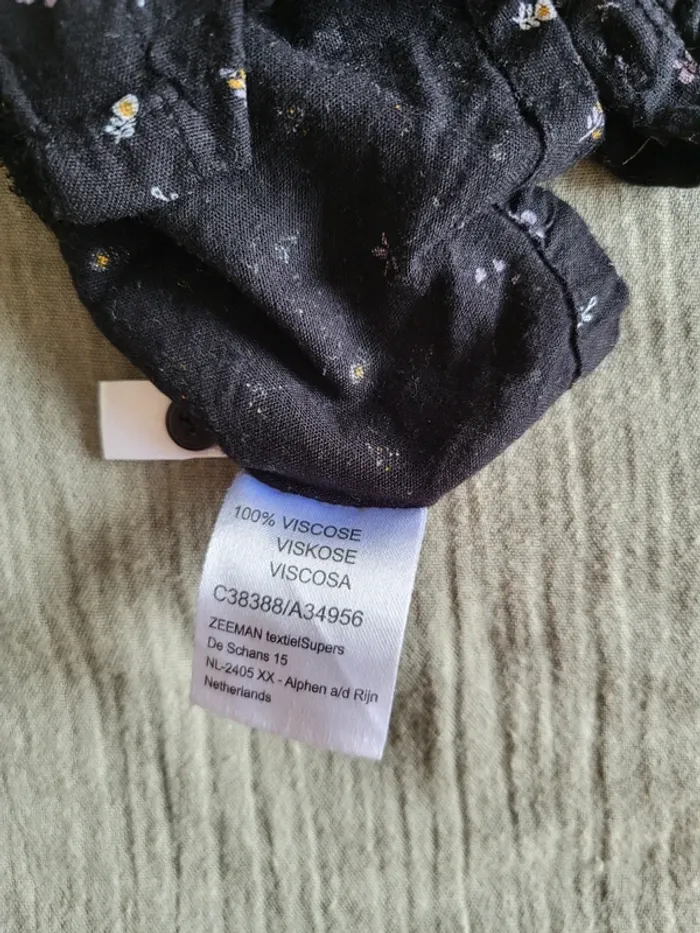 100% VISCOSE
VISKOSE
VISCOSA
C38388/A34956
ZEEMAN textielSupers
De Schans 15
NL-2405 XX - Alphen a/d Rijn
Netherlands